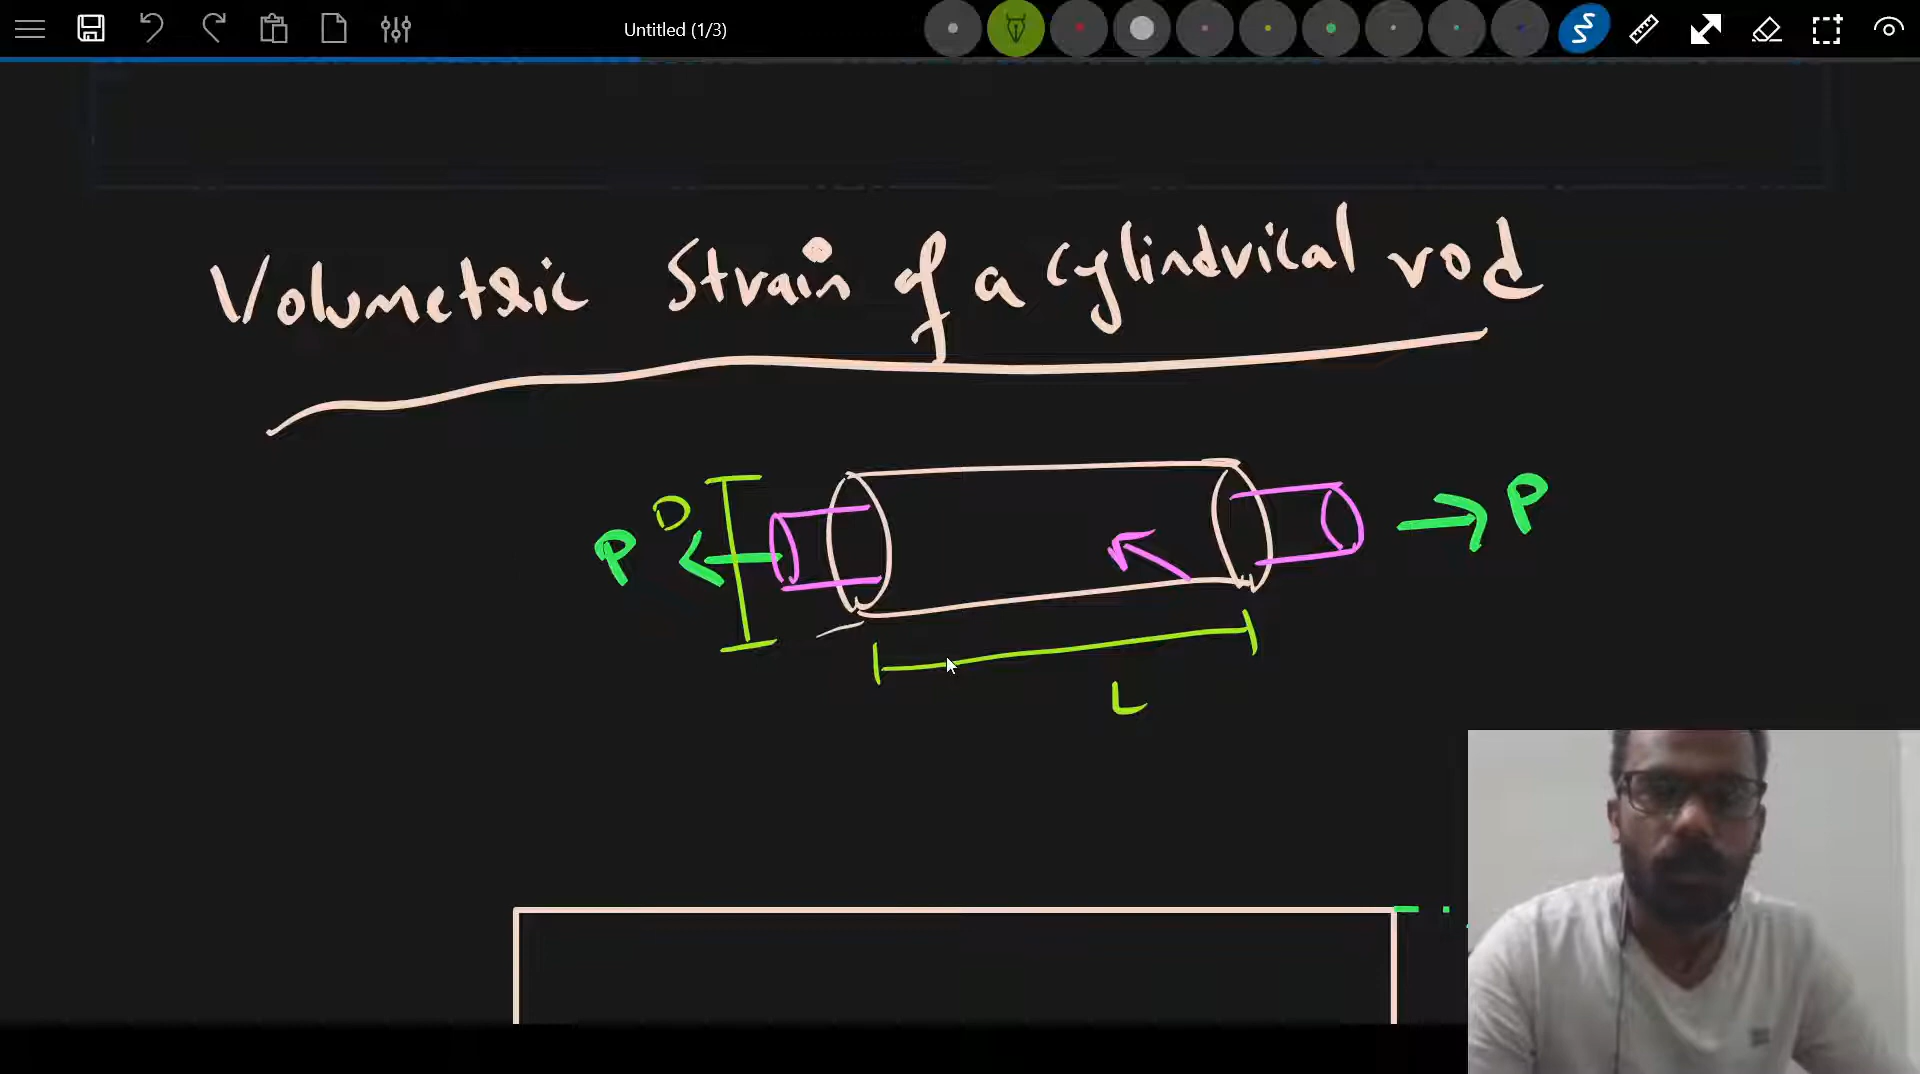 Untitled (1/3)
Volumetric Strain of a cylindrical rod
D
P
P
L